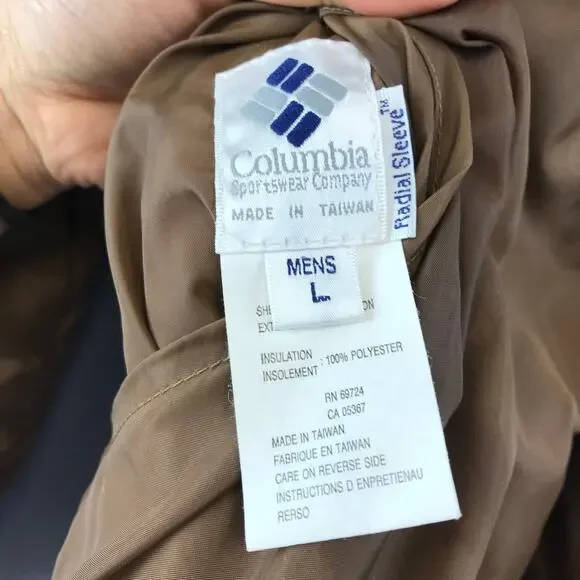 Columbia
Sportswear Company
MADE IN TAIWAN
Radial Sleeve™
MENS
L
INSULATION
INSOLEMENT : 100% POLYESTER
RN 69724
CA 05367
MADE IN TAIWAN
FABRIQUE EN TAIWAN
CARE ON REVERSE SIDE
INSTRUCTIONS D ENPRETIENAU
RERSO